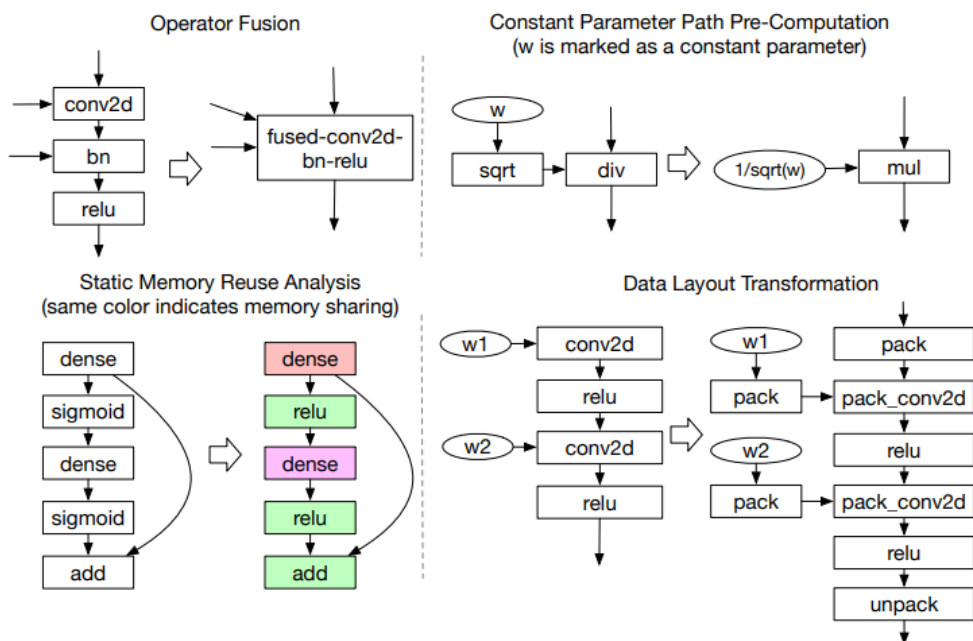 Operator Fusion
conv2d
bn
relu
fused-conv2d-
bn-relu
Constant Parameter Path Pre-Computation
(w is marked as a constant parameter)
w
sqrt
div
1/sqrt(w)
mul
Static Memory Reuse Analysis
(same color indicates memory sharing)
dense
sigmoid
dense
sigmoid
add
dense
relu
dense
relu
add
Data Layout Transformation
w1
conv2d
relu
w2
conv2d
relu
w1
pack
w2
pack
pack
pack_conv2d
relu
pack_conv2d
relu
unpack